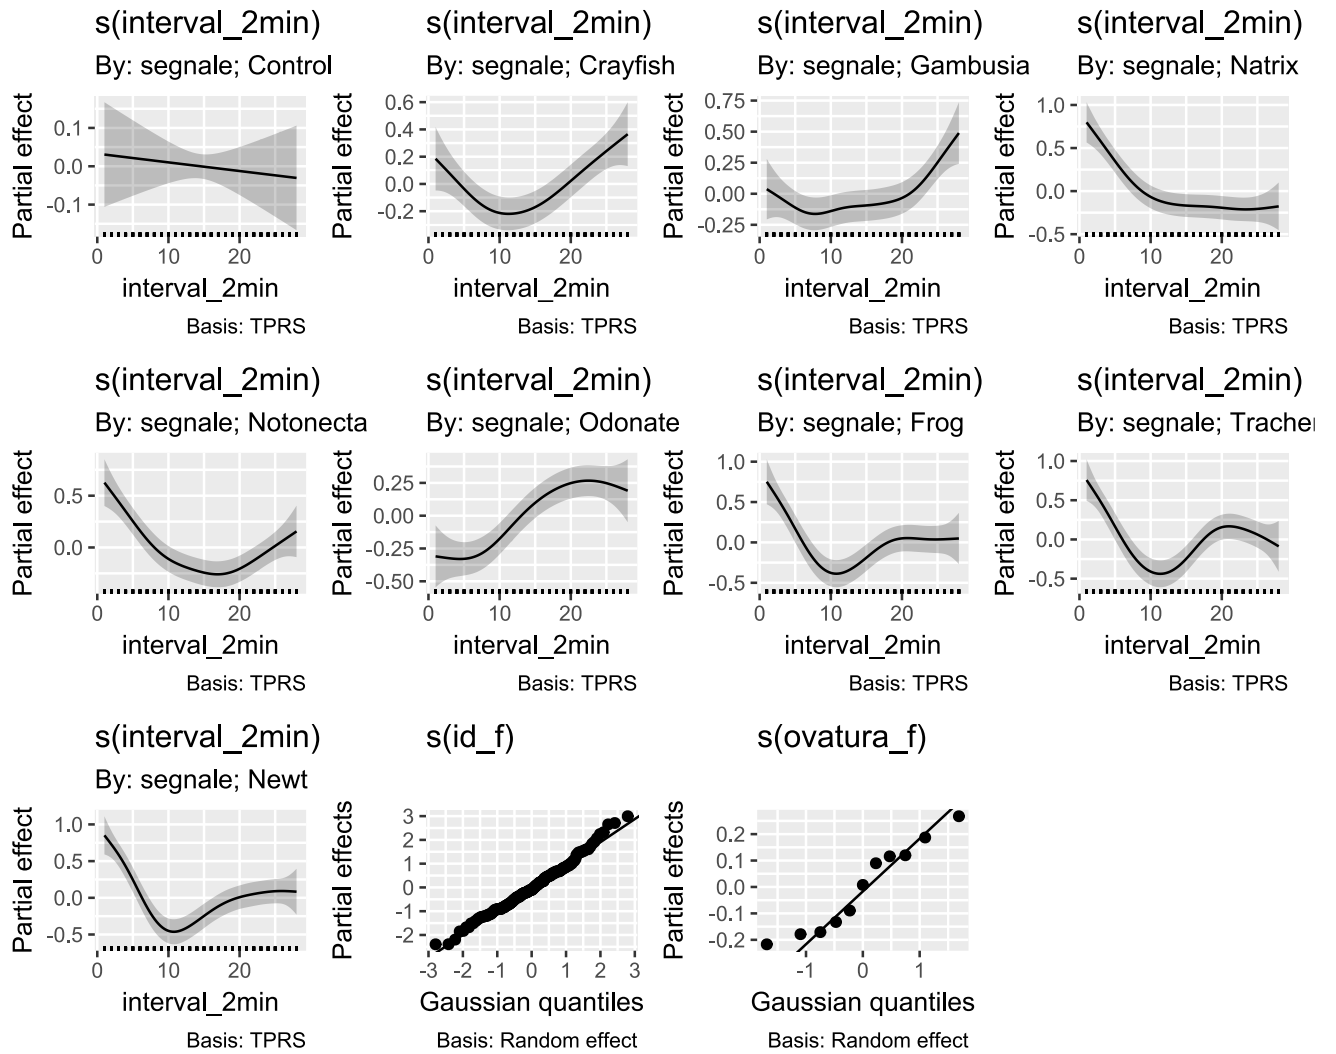 s(interval_2min)
By: segnale; Control
Partial effect
0.1
0.0
-0.1
0
10
20
interval_2min
Basis: TPRS
s(interval_2min)
By: segnale; Crayfish
Partial effect
0.6
0.4
0.2
0.0
-0.2
0
10
20
interval_2min
Basis: TPRS
s(interval_2min)
By: segnale; Gambusia
Partial effect
0.75
0.50
0.25
0.00
-0.25
0
10
20
interval_2min
Basis: TPRS
s(interval_2min)
By: segnale; Natrix
Partial effect
1.0
0.5
0.0
-0.5
0
10
20
interval_2min
Basis: TPRS
s(interval_2min)
By: segnale; Notonecta
Partial effect
0.5
0.0
0
10
20
interval_2min
Basis: TPRS
s(interval_2min)
By: segnale; Odonate
Partial effect
0.25
0.00
-0.25
-0.50
0
10
20
interval_2min
Basis: TPRS
s(interval_2min)
By: segnale; Frog
Partial effect
1.0
0.5
0.0
-0.5
0
10
20
interval_2min
Basis: TPRS
s(interval_2min)
By: segnale;
Partial effect
1.0
0.5
0.0
-0.5
0
10
20
interval_2min
Basis: TPRS
s(interval_2min)
By: segnale; Newt
Partial effect
1.0
0.5
0.0
-0.5
0
10
20
interval_2min
Basis: TPRS
s(id_f)
Partial effects
3
2
1
0
-1
-2
-3
-2
-1
0
1
2
3
Gaussian quantiles
Basis: Random effect
s(ovatura_f)
Partial effects
0.2
0.1
0.0
-0.1
-0.2
-1
0
1
Gaussian quantiles
Basis: Random effect